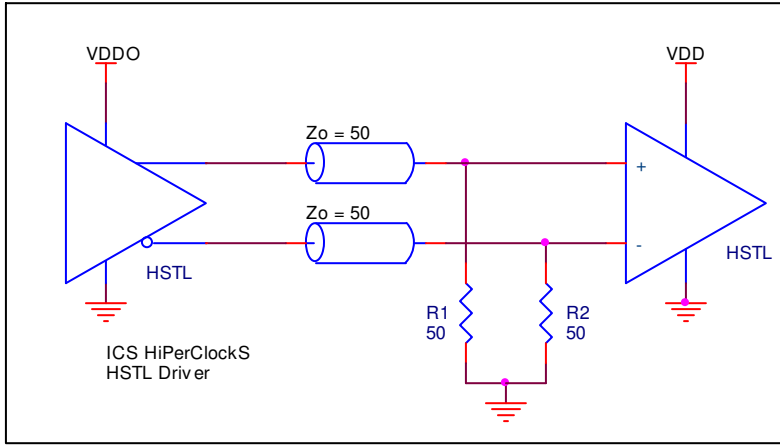 VDDO
VDD
Zo = 50
+
Zo = 50
-
HSTL
HSTL
R1
50
R2
50
ICS HiPerClockS
HSTL Driver